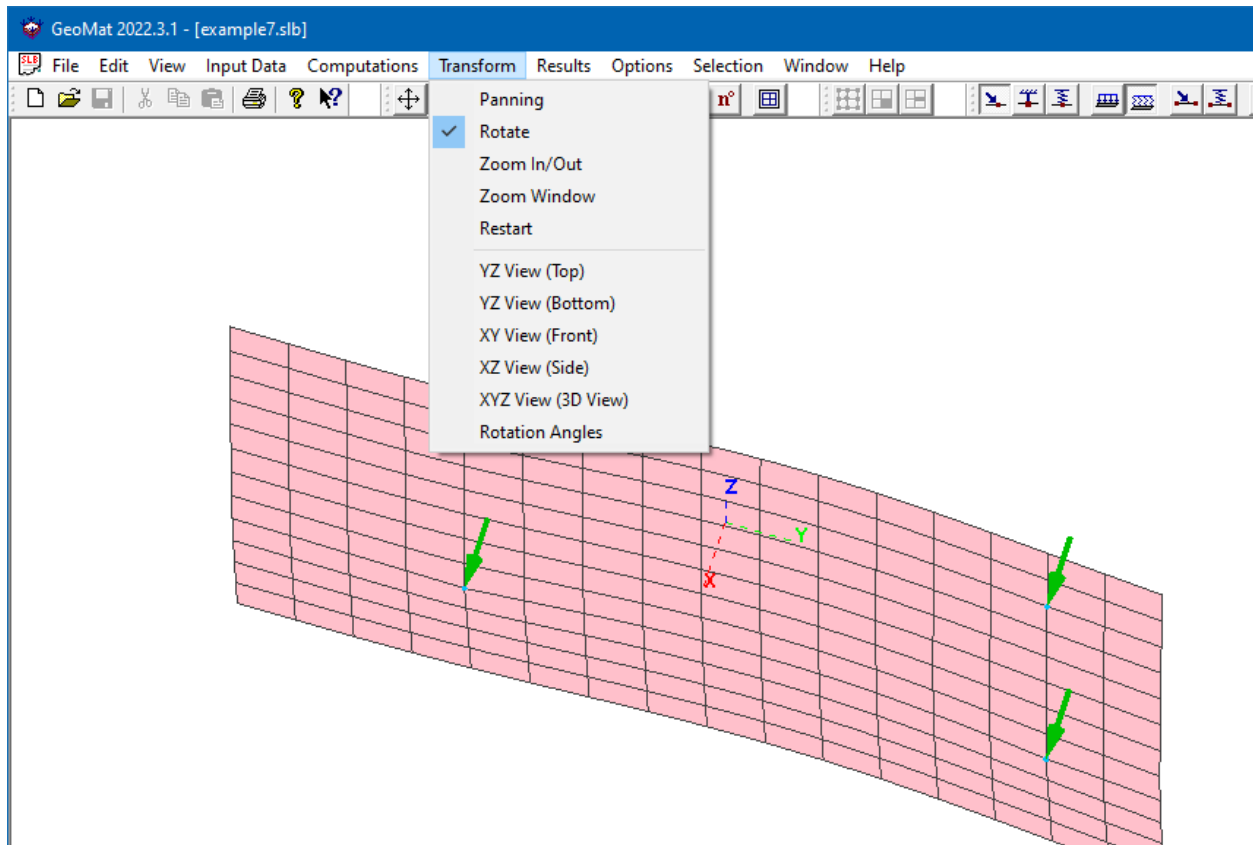 GeoMat 2022.3.1 - [example7.slb]
SLB File Edit View Input Data Computations Transform Results Options Selection Window Help
? ? n°
Panning
Rotate
Zoom In/Out
Zoom Window
Restart
YZ View (Top)
YZ View (Bottom)
XY View (Front)
XZ View (Side)
XYZ View (3D View)
Rotation Angles
Z
Y
X